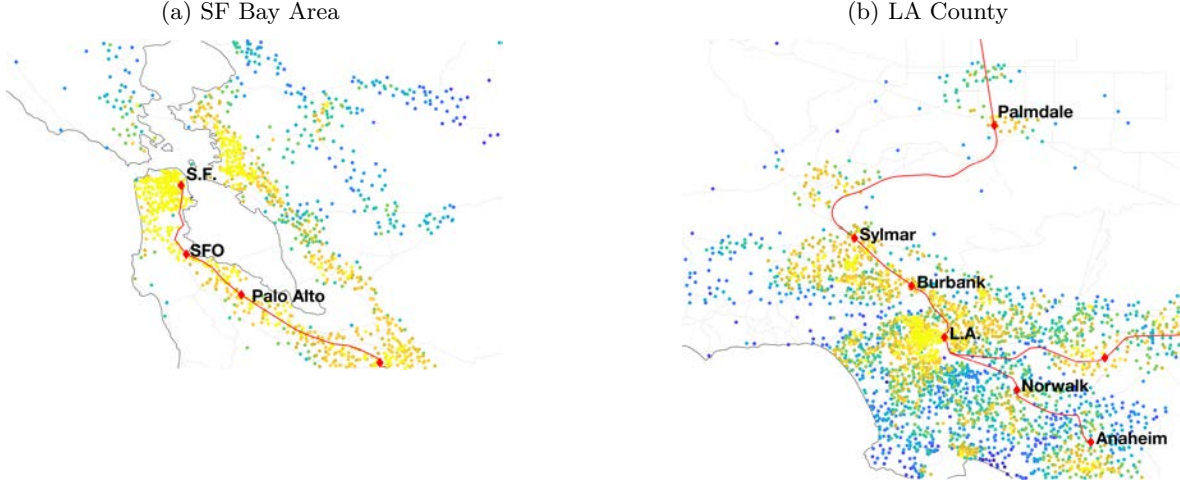 (a) SF Bay Area
S.F.
SFO
Palo Alto
(b) LA County
Palmdale
Sylmar
Burbank
L.A.
Norwalk
Anaheim